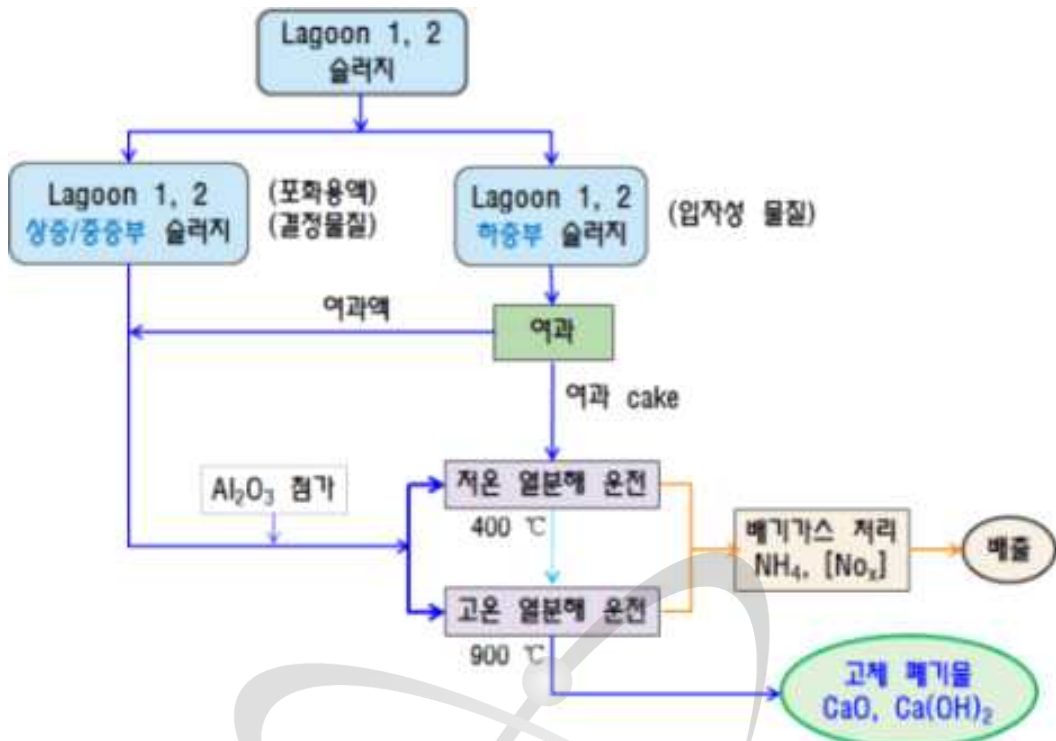 Lagoon 1, 2
슬러지
Lagoon 1, 2
상층/중층부 슬러지
(포화용액)
(결정물질)
Lagoon 1, 2
하층부 슬러지
(입자성 물질)
여과액
여과
여과 cake
Al₂O₃ 첨가
저온 열분해 운전
400 ℃
배기가스 처리
NH₄, [Noₓ]
배출
고온 열분해 운전
900 ℃
고체 폐기물
CaO, Ca(OH)₂